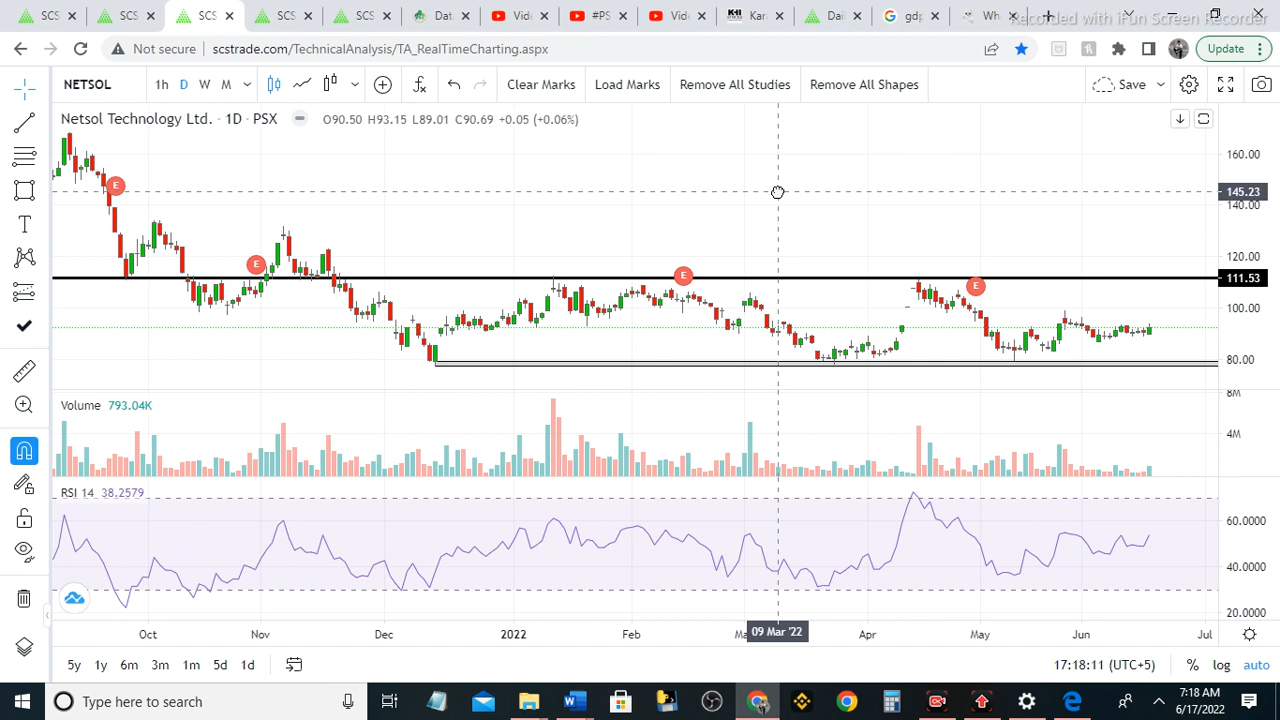 SCS
SCS
SCS
SCS
SCS
Dat
Vide
#PS
Vide
Kar
Dai
gdp
Wh
Recorded with iFun Screen Recorder
Not secure scstrade.com/TechnicalAnalysis/TA_RealTimeCharting.aspx
Update
NETSOL 1h D W M Clear Marks Load Marks Remove All Studies Remove All Shapes Save
Netsol Technology Ltd. · 1D · PSX O90.50 H93.15 L89.01 C90.69 +0.05 (+0.06%)
160.00
145.23
140.00
120.00
111.53
100.00
80.00
E
E
E
E
Volume 793.04K
8M
4M
RSI 14 38.2579
60.0000
40.0000
20.0000
Oct Nov Dec 2022 Feb 09 Mar '22 Apr May Jun Jul
5y 1y 6m 3m 1m 5d 1d 17:18:11 (UTC+5) % log auto
Type here to search
7:18 AM
6/17/2022